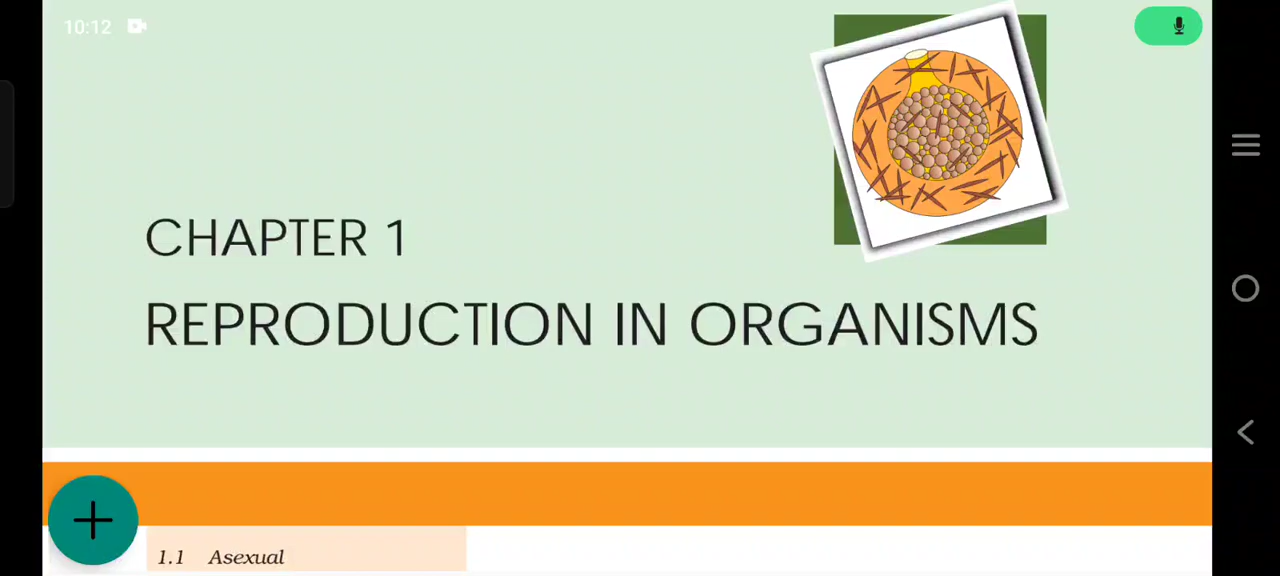 10:12
CHAPTER 1
REPRODUCTION IN ORGANISMS
1.1 Asexual